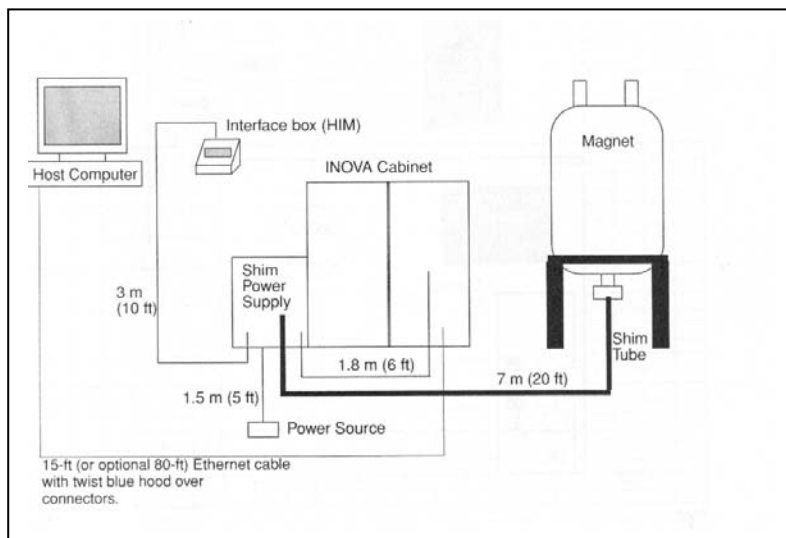 Host Computer
Interface box (HIM)
INOVA Cabinet
Magnet
Shim
Power
Supply
3 m
(10 ft)
Shim
Tube
1.8 m (6 ft)
7 m (20 ft)
1.5 m (5 ft)
Power Source
15-ft (or optional 80-ft) Ethernet cable
with twist blue hood over
connectors.